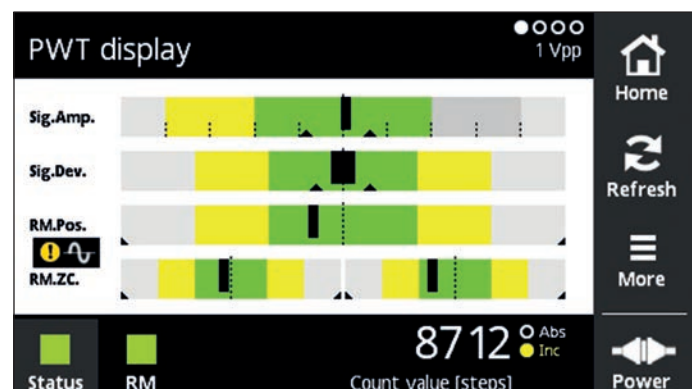 PWT display
1 Vpp
Home
Sig.Amp.
Sig.Dev.
Refresh
RM.Pos.
!
RM.ZC.
More
8712
Abs
Inc
Status
RM
Count value [steps]
Power